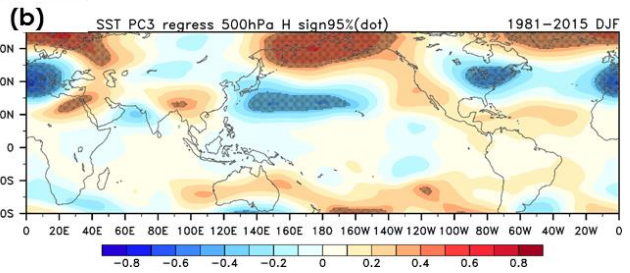 (b)
SST PC3 regress 500hPa H sign95%(dot) 1981-2015 DJF
0N
0N
0N
0
0S
0S
0 20E 40E 60E 80E 100E 120E 140E 160E 180 160W 140W 120W 100W 80W 60W 40W 20W 0
-0.8 -0.6 -0.4 -0.2 0 0.2 0.4 0.6 0.8